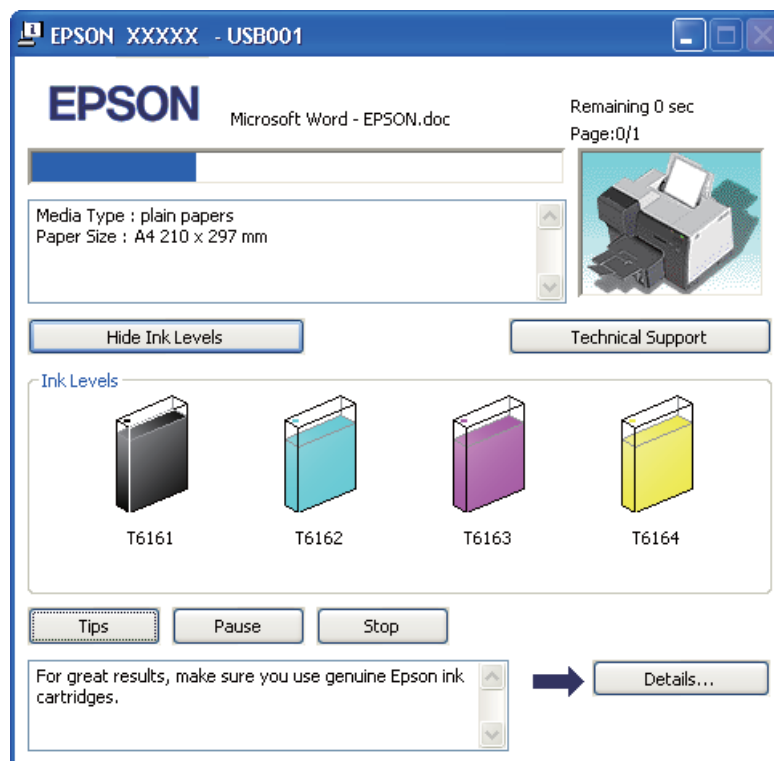 EPSON XXXXX - USB001
EPSON
Microsoft Word - EPSON.doc
Remaining 0 sec
Page:0/1
Media Type : plain papers
Paper Size : A4 210 x 297 mm
Hide Ink Levels
Technical Support
Ink Levels
T6161
T6162
T6163
T6164
Tips
Pause
Stop
For great results, make sure you use genuine Epson ink
cartridges.
Details...